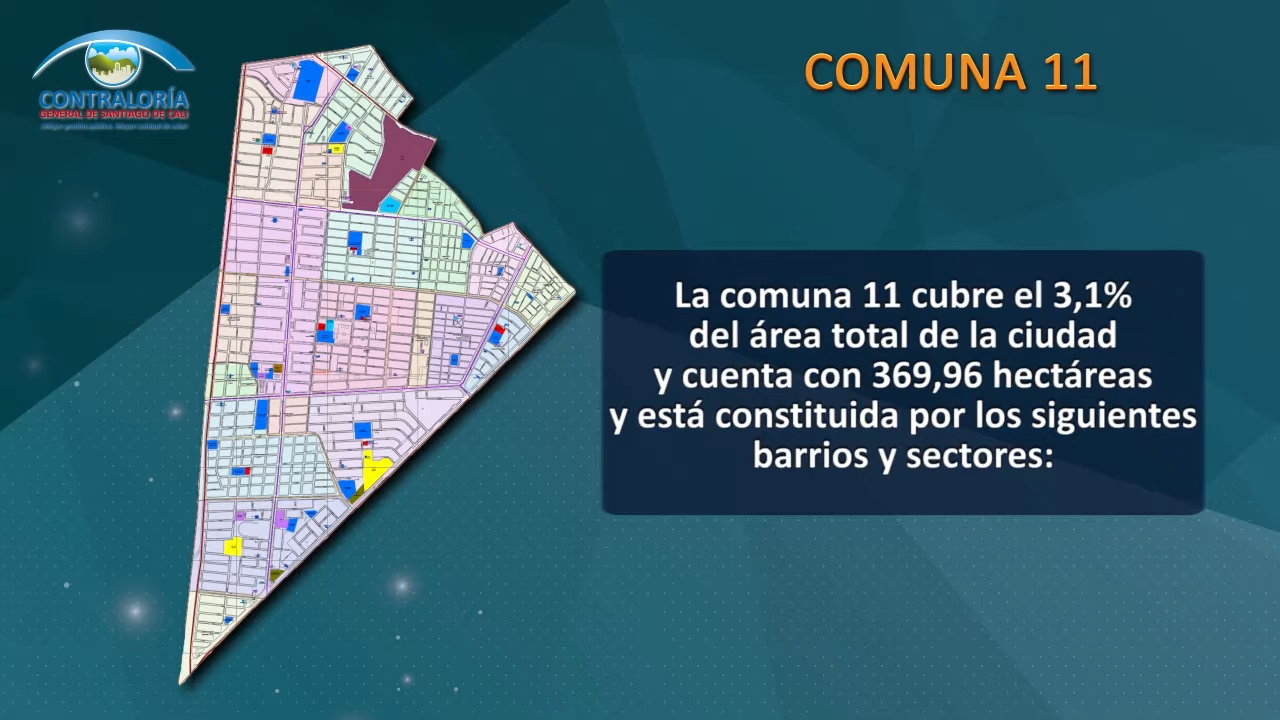 CONTRALORÍA
GENERAL DE SANTIAGO DE CALI
COMUNA 11
La comuna 11 cubre el 3,1%
del área total de la ciudad
y cuenta con 369,96 hectáreas
y está constituida por los siguientes
barrios y sectores: